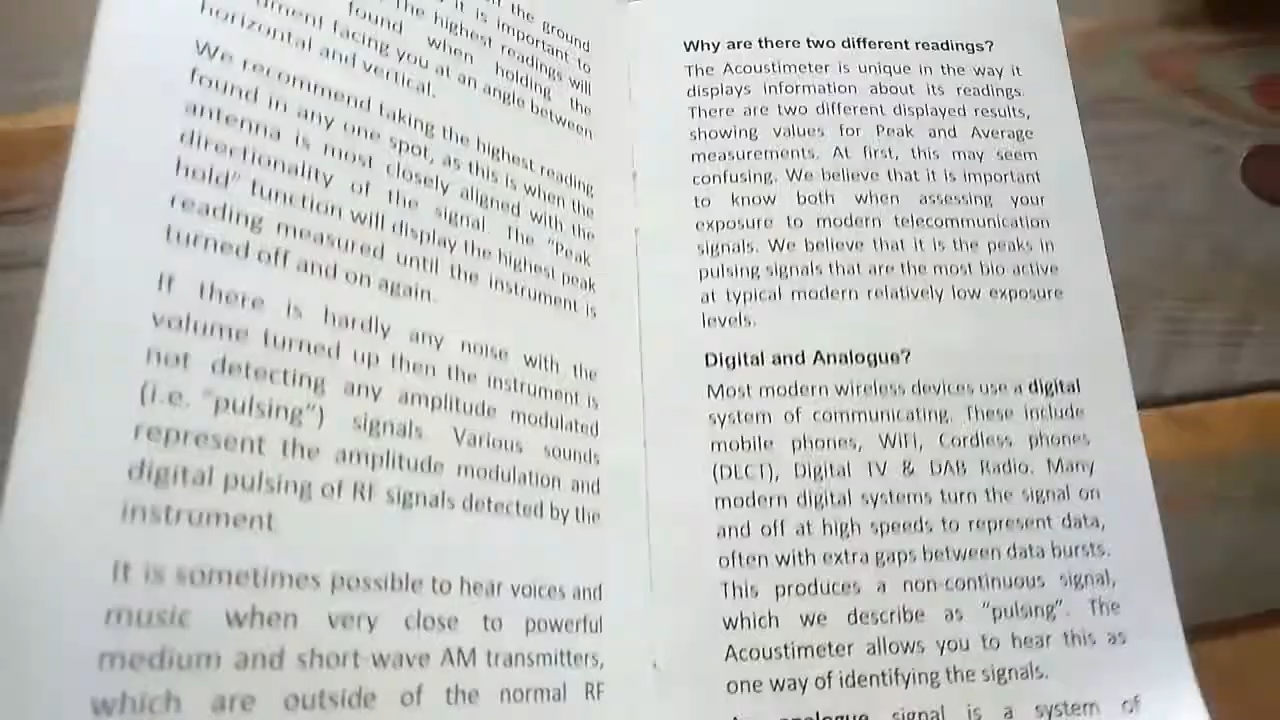 the ground
it is important to
The highest readings will
found when holding the
facing you at an angle between
horizontal and vertical.
We recommend taking the highest reading
found in any one spot, as this is when the
antenna is most closely aligned with the
directionality of the signal. The "Peak
hold" function will display the highest peak
reading measured until the instrument is
turned off and on again.
If there is hardly any noise with the
volume turned up then the instrument is
not detecting any amplitude modulated
(i.e. "pulsing") signals. Various sounds
represent the amplitude modulation and
digital pulsing of RF signals detected by the
instrument.
It is sometimes possible to hear voices and
music when very close to powerful
medium and short-wave AM transmitters,
which are outside of the normal RF
Why are there two different readings?
The Acoustimeter is unique in the way it
displays information about its readings.
There are two different displayed results,
showing values for Peak and Average
measurements. At first, this may seem
confusing. We believe that it is important
to know both when assessing your
exposure to modern telecommunication
signals. We believe that it is the peaks in
pulsing signals that are the most bio active
at typical modern relatively low exposure
levels.
Digital and Analogue?
Most modern wireless devices use a digital
system of communicating. These include
mobile phones, WiFi, Cordless phones
(DECT), Digital TV & DAB Radio. Many
modern digital systems turn the signal on
and off at high speeds to represent data,
often with extra gaps between data bursts.
This produces a non-continuous signal,
which we describe as "pulsing". The
Acoustimeter allows you to hear this as
one way of identifying the signals.
analogue signal is a system of